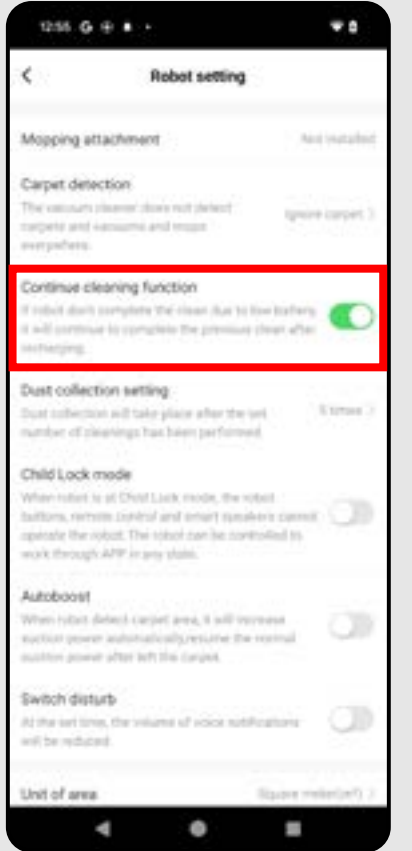 12:55 G
Robot setting
Mopping attachment Not installed
Carpet detection
The vacuum cleaner does not detect
carpets and vacuums and mops
everywhere.
Ignore carpet >
Continue cleaning function
If robot don't complete the clean due to low battery,
it will continue to complete the previous clean after
recharging.
Dust collection setting
Dust collection will take place after the set
number of cleanings has been performed
5 times >
Child Lock mode
When robot is at Child Lock mode, the robot
buttons, remote control and smart speakers cannot
operate the robot. The robot can be controlled to
work through APP in any state.
Autoboost
When robot detect carpet area, it will increase
suction power automatically,resume the normal
suction power after left the carpet.
Switch disturb
At the set time, the volume of voice notifications
will be reduced.
Unit of area Square meter(m²) >